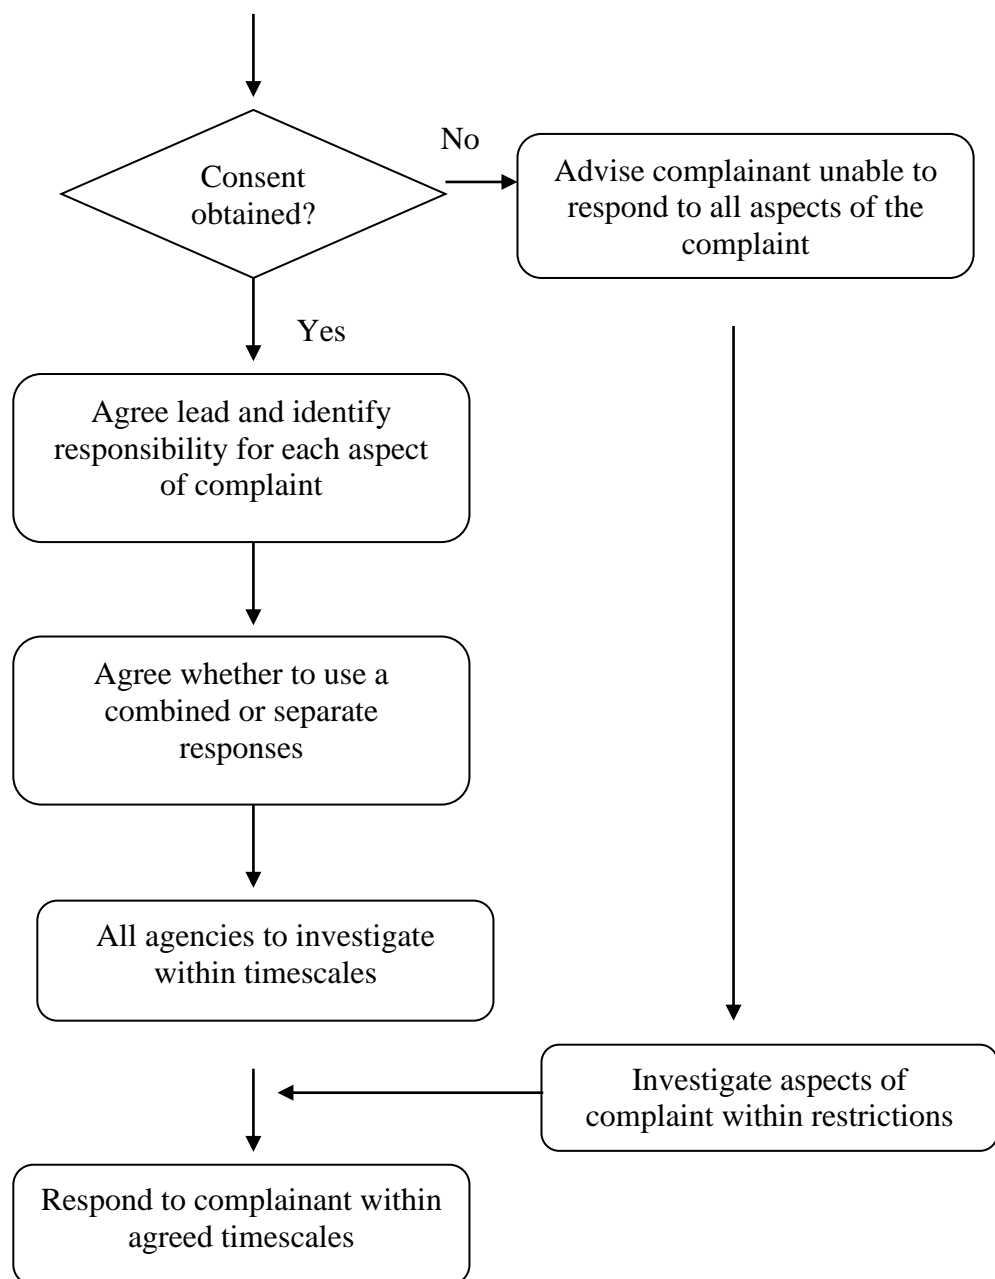 Consent
obtained?
No
Advise complainant unable to
respond to all aspects of the
complaint
Yes
Agree lead and identify
responsibility for each aspect
of complaint
Agree whether to use a
combined or separate
responses
All agencies to investigate
within timescales
Investigate aspects of
complaint within restrictions
Respond to complainant within
agreed timescales